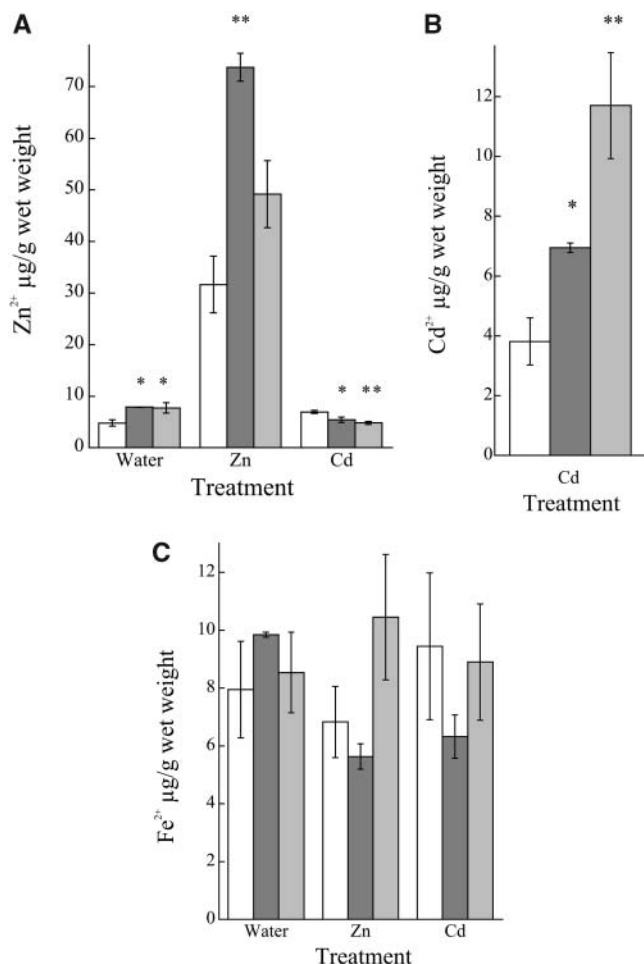 A
Zn2+ µg/g wet weight
70
60
50
40
30
20
10
0
**
* *
* **
Water Zn Cd
Treatment
B
Cd2+ µg/g wet weight
12
10
8
6
4
2
0
**
*
Cd
Treatment
C
Fe2+ µg/g wet weight
12
10
8
6
4
2
0
Water Zn Cd
Treatment